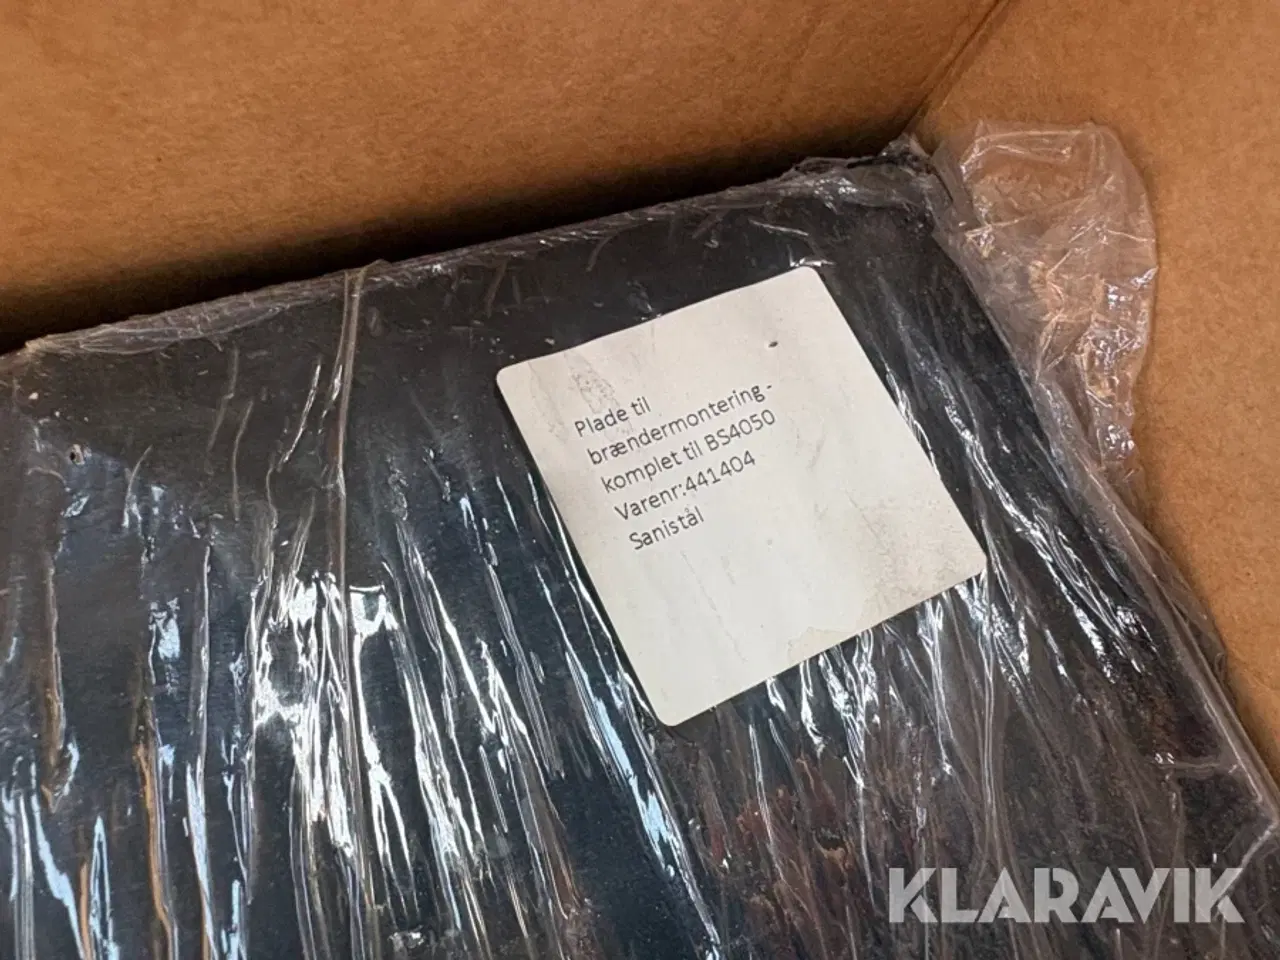 Plade til
brændermontering -
komplet til BS4050
Varenr:441404
Sanistål
KLARAVIK